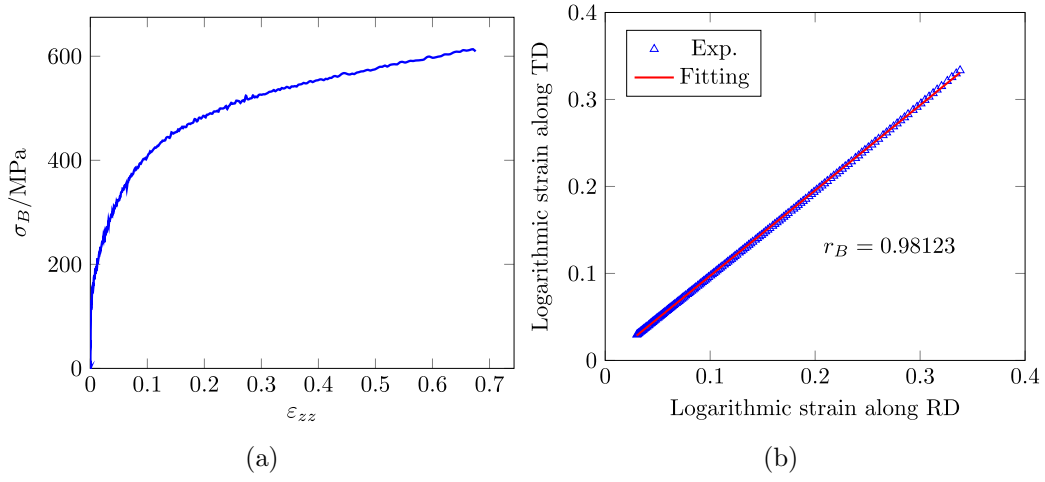 σ_B/MPa
600
400
200
0
0 0.1 0.2 0.3 0.4 0.5 0.6 0.7
ε_zz
(a)
Logarithmic strain along TD
0.4
0.3
0.2
0.1
0
Exp.
Fitting
r_B = 0.98123
0 0.1 0.2 0.3 0.4
Logarithmic strain along RD
(b)